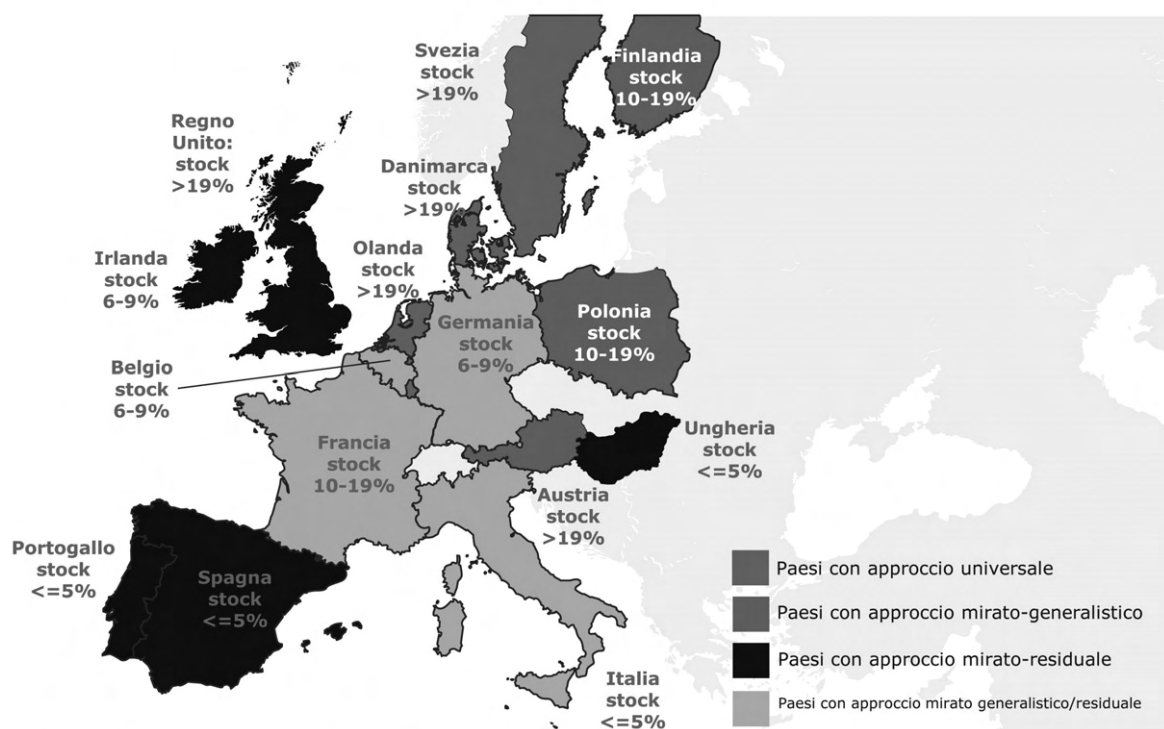 Svezia
stock
>19%
Finlandia
stock
10-19%
Regno
Unito:
stock
>19%
Danimarca
stock
>19%
Irlanda
stock
6-9%
Olanda
stock
>19%
Germania
stock
6-9%
Polonia
stock
10-19%
Belgio
stock
6-9%
Francia
stock
10-19%
Ungheria
stock
<=5%
Austria
stock
>19%
Portogallo
stock
<=5%
Spagna
stock
<=5%
Italia
stock
<=5%
Paesi con approccio universale
Paesi con approccio mirato-generalistico
Paesi con approccio mirato-residuale
Paesi con approccio mirato generalistico/residuale